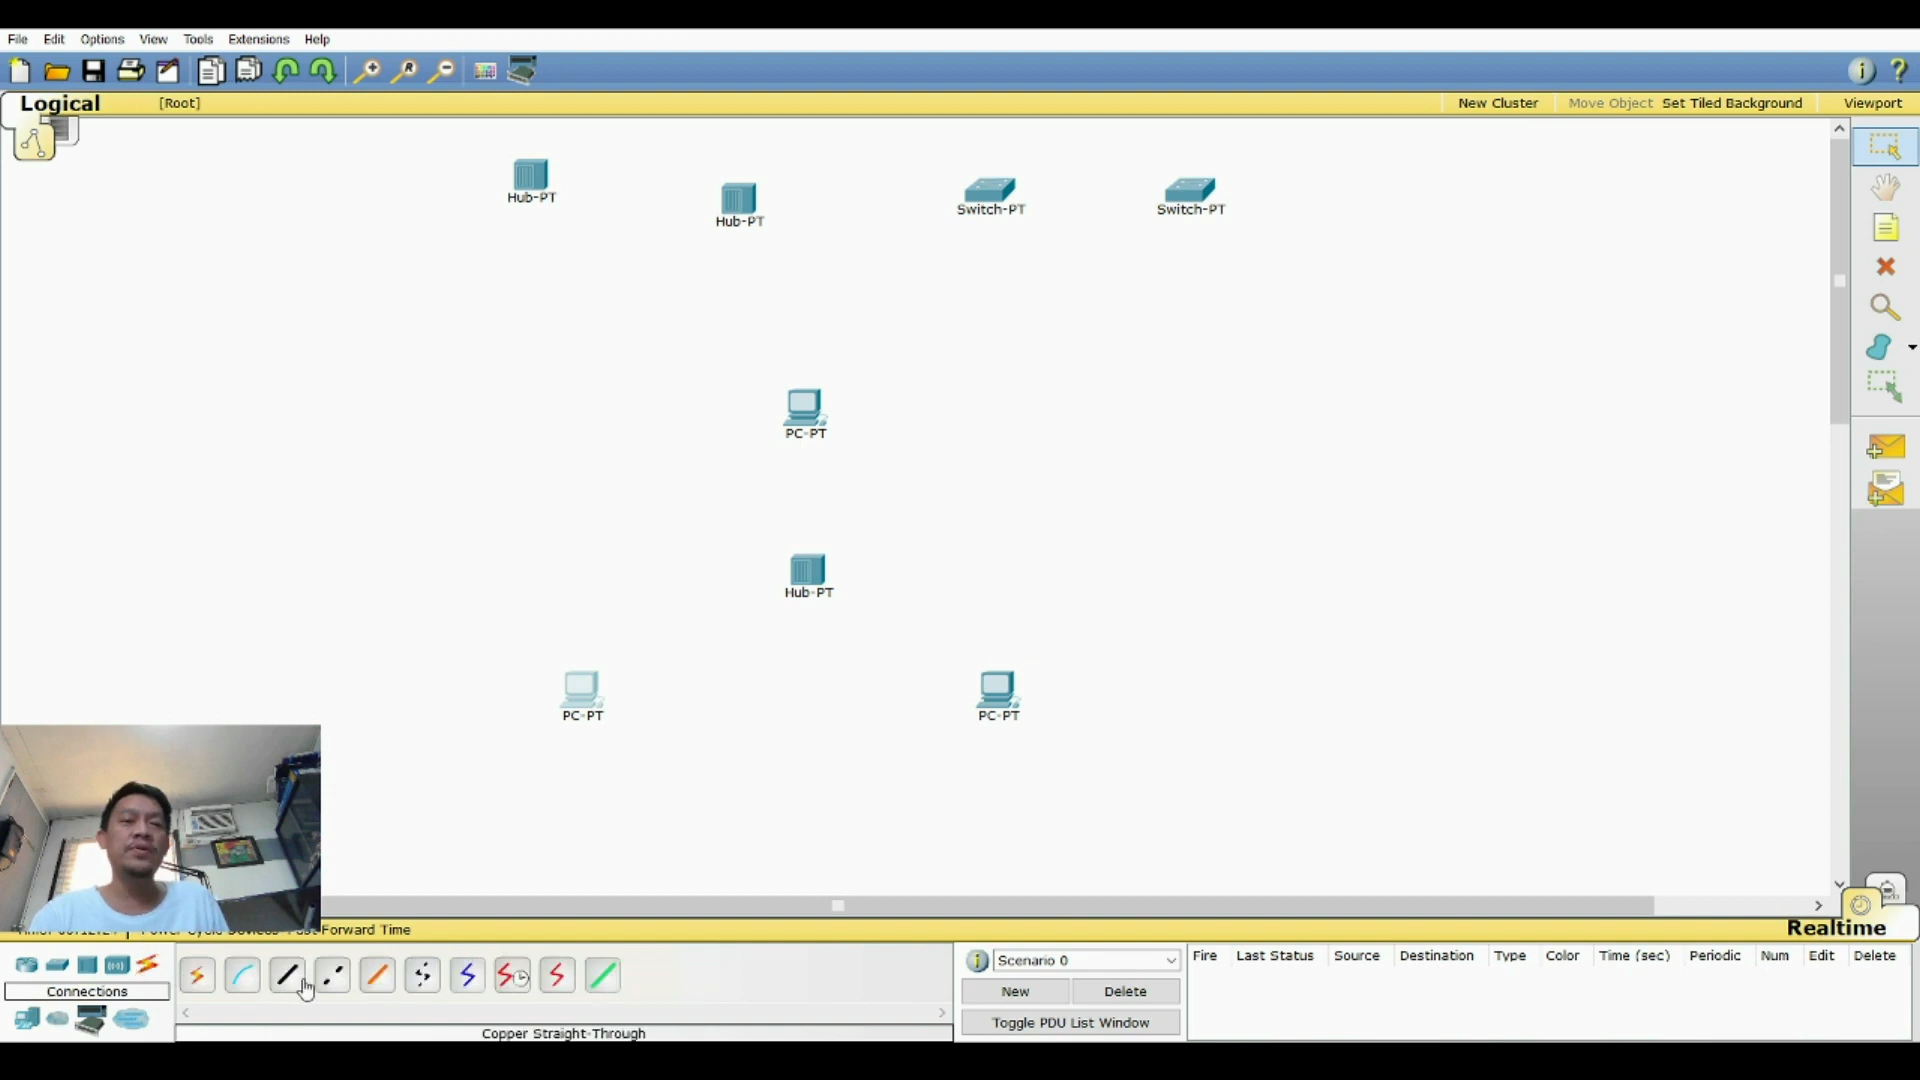 File Edit Options View Tools Extensions Help
Logical [Root] New Cluster Move Object Set Tiled Background Viewport
Hub-PT
Hub-PT
Switch-PT
Switch-PT
PC-PT
Hub-PT
PC-PT
PC-PT
Forward Time
Realtime
Connections
Copper Straight-Through
Scenario 0
New Delete
Toggle PDU List Window
Fire Last Status Source Destination Type Color Time (sec) Periodic Num Edit Delete